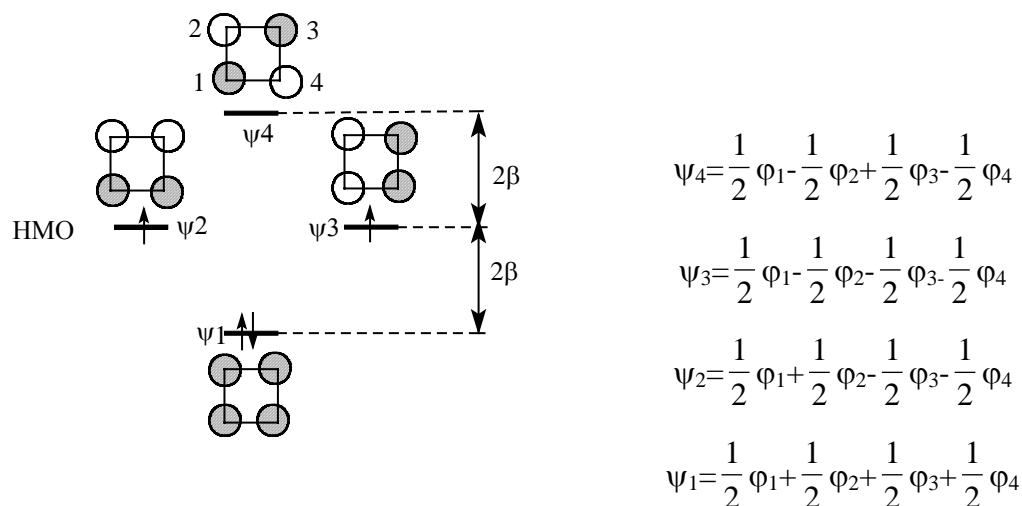 2 3
1 4
ψ4
2β
HMO ψ2 ψ3
2β
ψ1
ψ₄=1/2 φ₁-1/2 φ₂+1/2 φ₃-1/2 φ₄
ψ₃=1/2 φ₁-1/2 φ₂-1/2 φ₃-1/2 φ₄
ψ₂=1/2 φ₁+1/2 φ₂-1/2 φ₃-1/2 φ₄
ψ₁=1/2 φ₁+1/2 φ₂+1/2 φ₃+1/2 φ₄